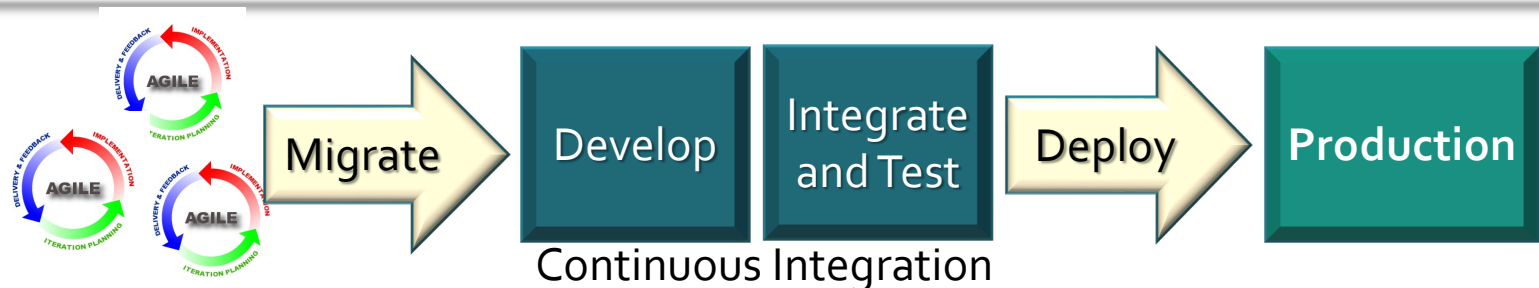 DELIVERY & FEEDBACK
IMPLEMENTATION
AGILE
ITERATION PLANNING
DELIVERY & FEEDBACK
IMPLEMENTATION
AGILE
ITERATION PLANNING
DELIVERY & FEEDBACK
IMPLEMENTATION
AGILE
ITERATION PLANNING
Migrate
Develop
Integrate
and Test
Deploy
Production
Continuous Integration